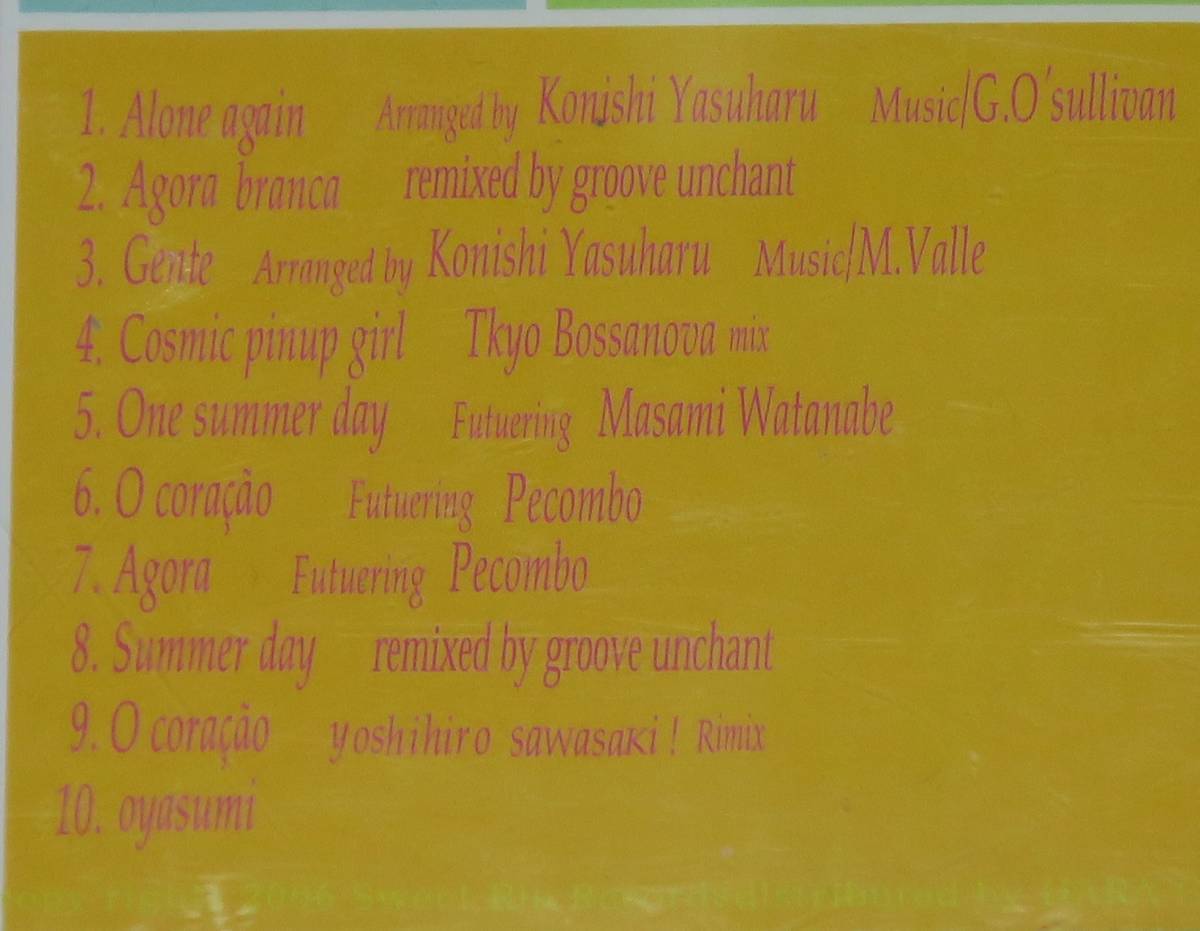 1. Alone again Arranged by Konishi Yasuharu Music/G.O'sullivan
2. Agora branca remixed by groove unchant
3. Gente Arranged by Konishi Yasuharu Music/M.Valle
4. Cosmic pinup girl Tkyo Bossanova mix
5. One summer day Futuering Masami Watanabe
6. O coração Futuering Pecombo
7. Agora Futuering Pecombo
8. Summer day remixed by groove unchant
9. O coração yoshihiro sawasaki! Rimix
10. oyasumi
2006 Sweet by